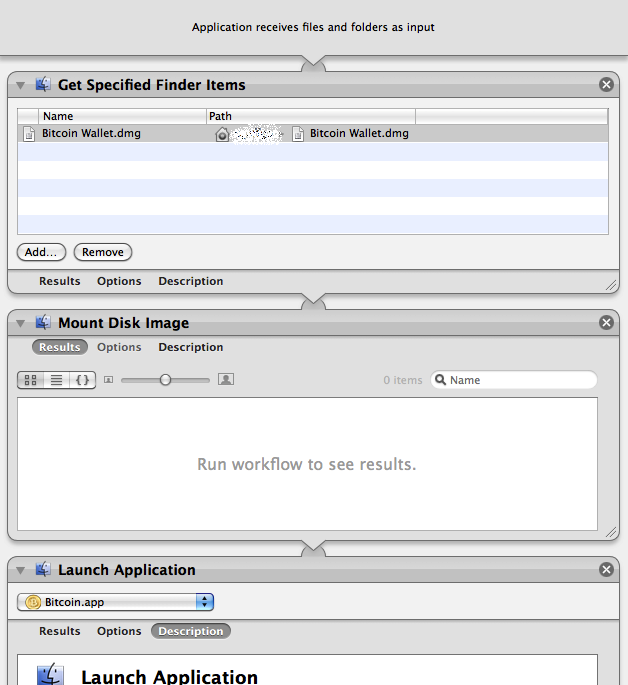 Application receives files and folders as input
Get Specified Finder Items
Name Path
Bitcoin Wallet.dmg Bitcoin Wallet.dmg
Add... Remove
Results Options Description
Mount Disk Image
Results Options Description
0 items Name
Run workflow to see results.
Launch Application
Bitcoin.app
Results Options Description
Launch Application